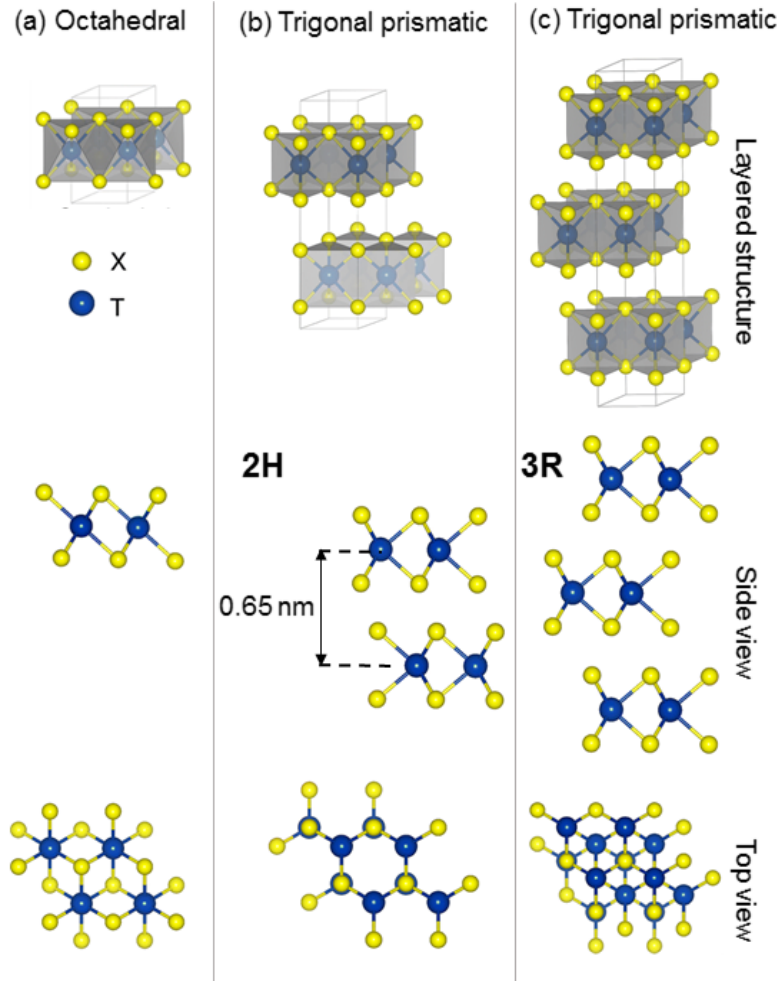 (a) Octahedral
(b) Trigonal prismatic
(c) Trigonal prismatic
X
T
Layered structure
2H
3R
0.65 nm
Side view
Top view